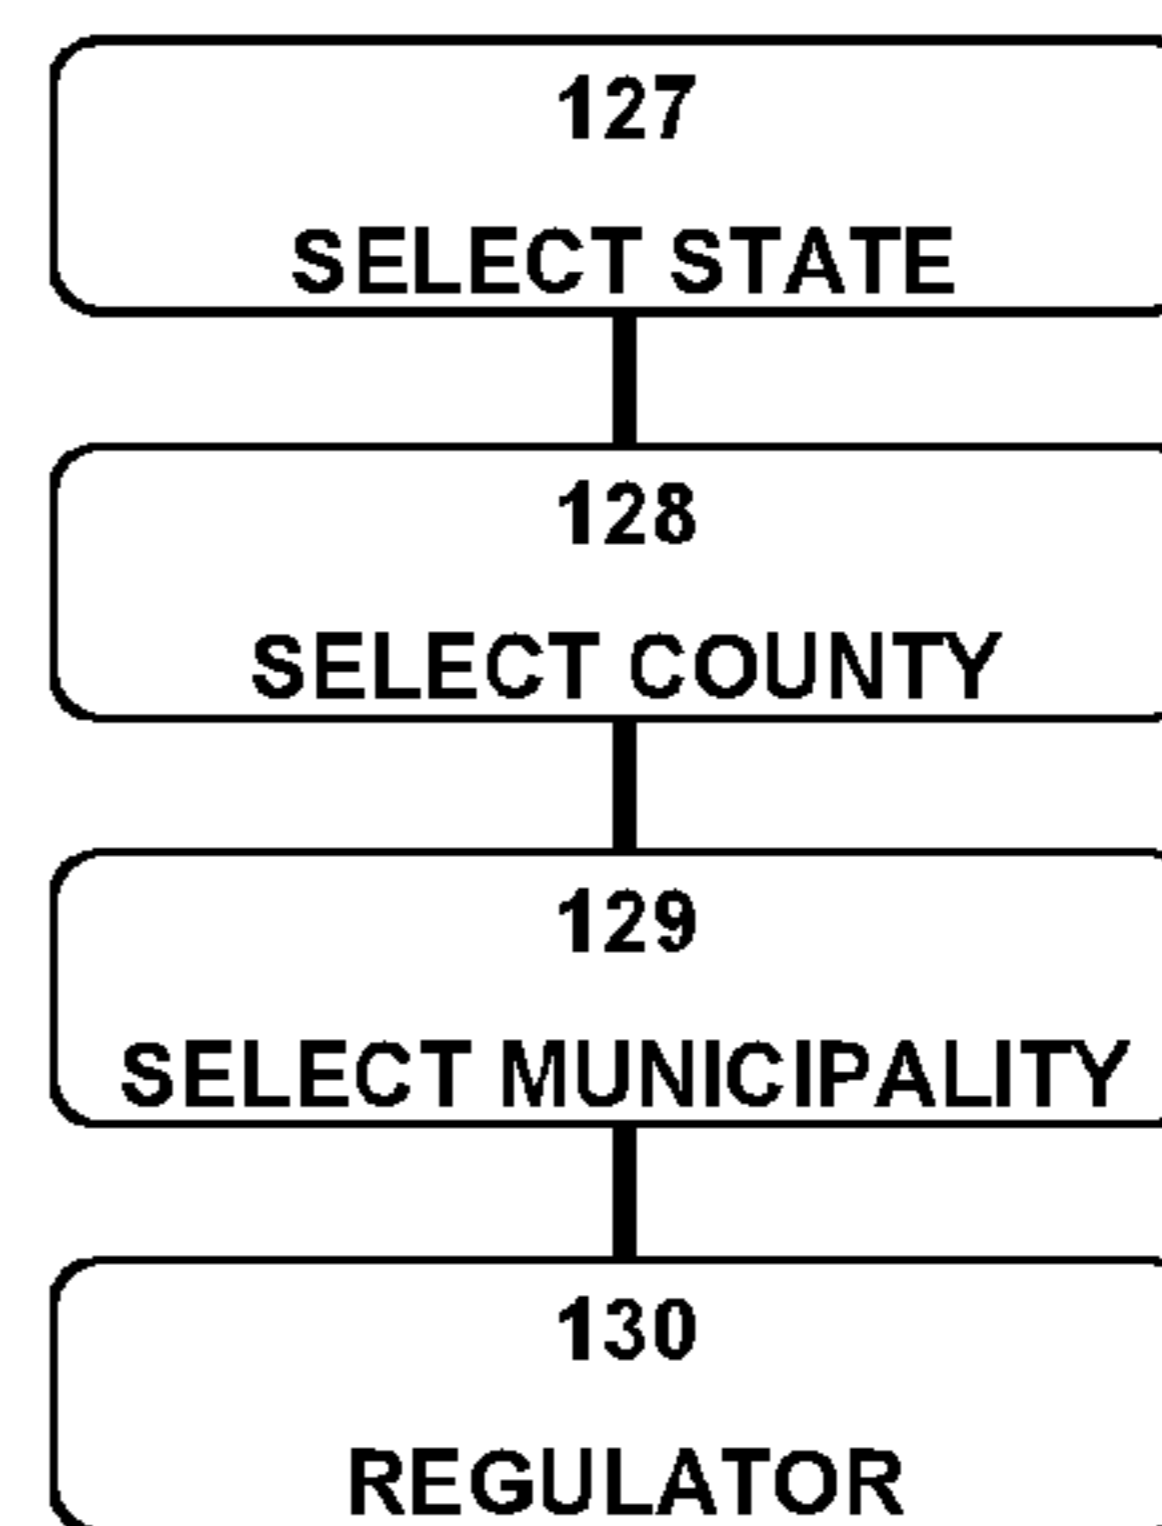 127
SELECT STATE
128
SELECT COUNTY
129
SELECT MUNICIPALITY
130
REGULATOR